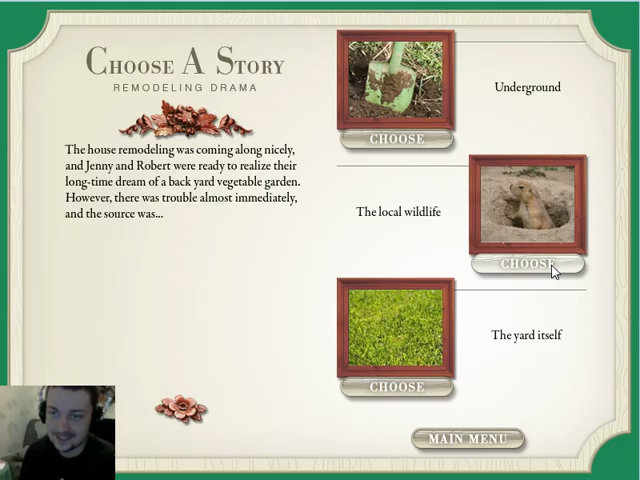 Choose A Story
REMODELING DRAMA
The house remodeling was coming along nicely,
and Jenny and Robert were ready to realize their
long-time dream of a back yard vegetable garden.
However, there was trouble almost immediately,
and the source was...
Underground
CHOOSE
The local wildlife
CHOOSE
The yard itself
CHOOSE
MAIN MENU